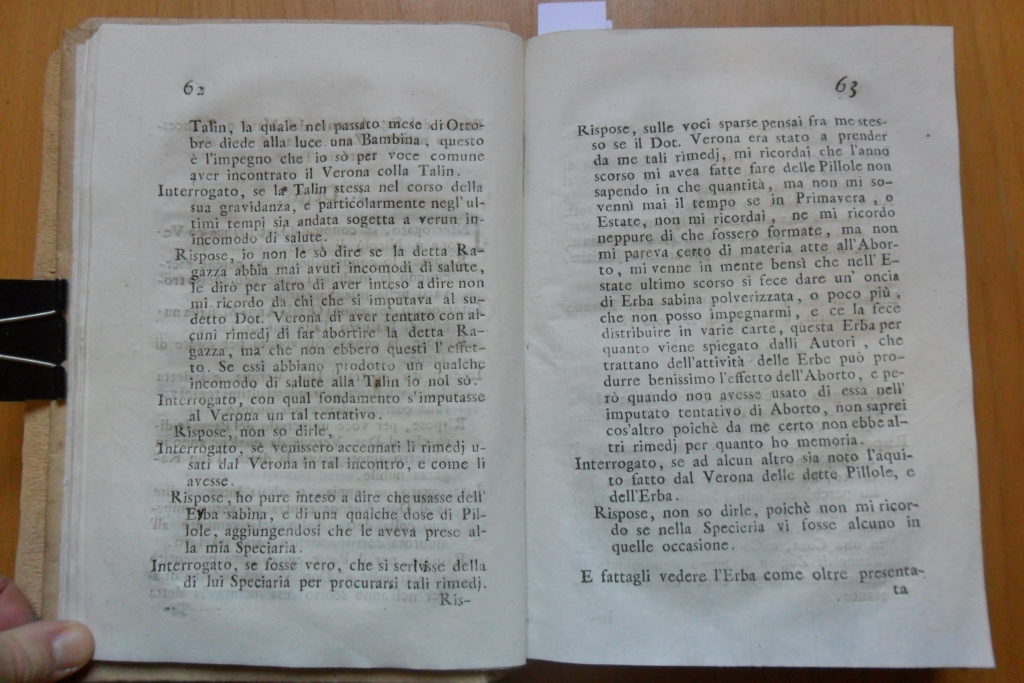 62
Talin, la quale nel passato mese di Otto-
bre diede alla luce una Bambina, questo
è l'impegno che io sò per voce comune
aver incontrato il Verona colla Talin.
Interrogato, se la Talin stessa nel corso della
sua gravidanza, e particolarmente negl'ul-
timi tempi sia andata sogetta a verun in-
incomodo di salute.
Rispose, io non le sò dire se la detta Ra-
gazza abbia mai avuti incomodi di salute,
le dirò per altro di aver inteso a dire non
mi ricordo da chi che si imputava al su-
detto Dot. Verona di aver tentato con al-
cuni rimedj di far abortire la detta Ra-
gazza, ma che non ebbero questi l'effet-
to. Se essi abbiano prodotto un qualche
incomodo di salute alla Talin io nol sò.
Interrogato, con qual fondamento s'imputasse
al Verona un tal tentativo.
Rispose, non so dirle,
Interrogato, se venissero accennati li rimedj u-
sati dal Verona in tal incontro, e come li
avesse.
Rispose, ho pure inteso a dire che usasse dell'
Erba sabina, e di una qualche dose di Pil-
lole, aggiungendosi che le aveva prese al-
la mia Speciaria.
Interrogato, se fosse vero, che si servisse della
di lui Speciaria per procurarsi tali rimedj.
Ris-
63
Rispose, sulle voci sparse pensai fra me stes-
so se il Dot. Verona era stato a prender
da me tali rimedj, mi ricordai che l'anno
scorso mi avea fatte fare delle Pillole non
sapendo in che quantità, ma non mi so-
venni mai il tempo se in Primavera, o
Estate, non mi ricordai, ne mi ricordo
neppure di che fossero formate, ma non
mi pareva certo di materia atte all'Abor-
to, mi venne in mente bensì che nell'E-
state ultimo scorso si fece dare un' oncia
di Erba sabina polverizzata, o poco più,
che non posso impegnarmi, e ce la fece
distribuire in varie carte, questa Erba per
quanto viene spiegato dalli Autori, che
trattano dell'attività delle Erbe può pro-
durre benissimo l'effetto dell'Aborto, e pe-
rò quando non avesse usato di essa nell'
imputato tentativo di Aborto, non saprei
cos'altro poichè da me certo non ebbe al-
tri rimedj per quanto ho memoria.
Interrogato, se ad alcun altro sia noto l'aqui-
to fatto dal Verona delle dette Pillole, e
dell'Erba.
Rispose, non so dirle, poichè non mi ricor-
do se nella Specieria vi fosse alcuno in
quelle occasione.
E fattagli vedere l'Erba come oltre presenta-
ta